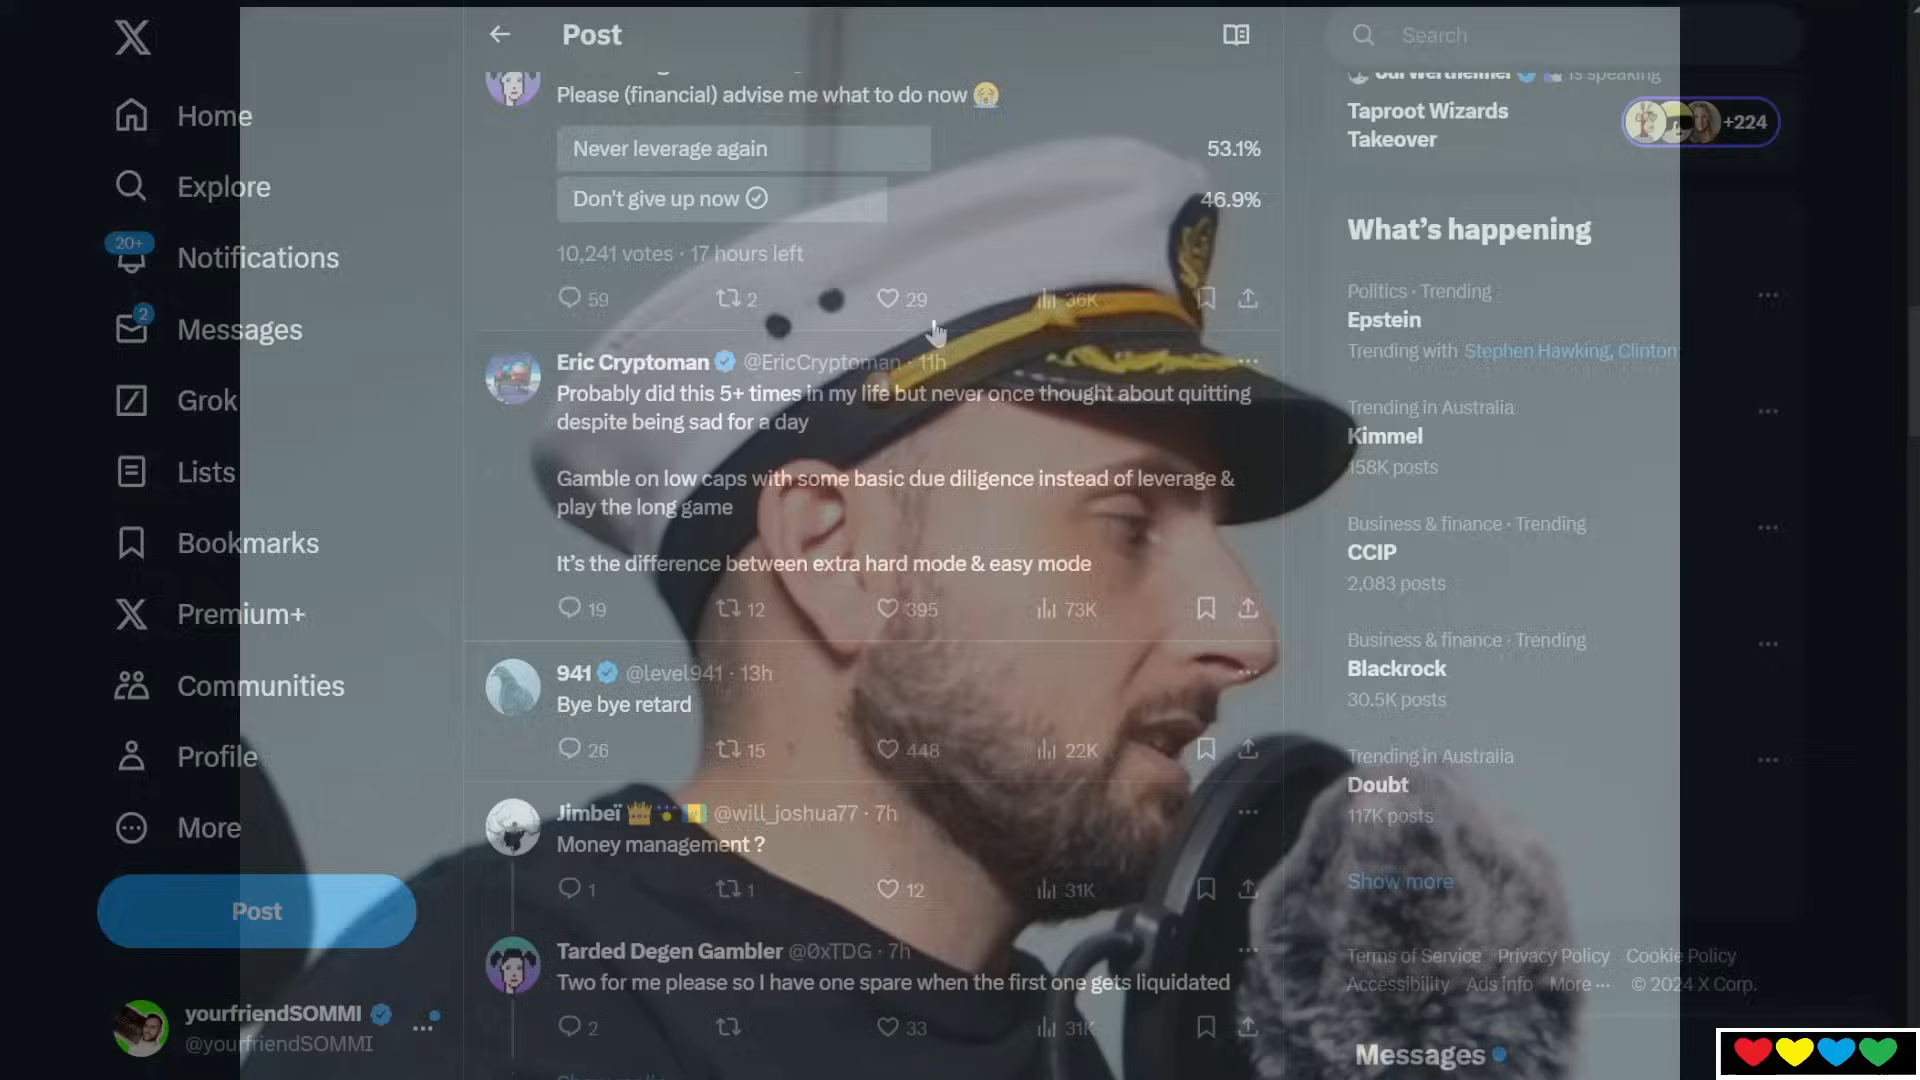 Post
Search
Please (financial) advise me what to do now
Never leverage again
53.1%
Don't give up now
46.9%
10,241 votes · 17 hours left
59
2
29
36K
Eric Cryptoman @EricCryptoman · 11h
Probably did this 5+ times in my life but never once thought about quitting
despite being sad for a day
Gamble on low caps with some basic due diligence instead of leverage &
play the long game
It's the difference between extra hard mode & easy mode
19
12
395
73K
941 @level941 · 13h
Bye bye retard
26
15
448
22K
Jimbeï @will_joshua77 · 7h
Money management ?
1
1
12
31K
Tarded Degen Gambler @0xTDG · 7h
Two for me please so I have one spare when the first one gets liquidated
2
33
31K
Home
Explore
20+
Notifications
2
Messages
Grok
Lists
Bookmarks
Premium+
Communities
Profile
More
Post
yourfriendSOMMI
@yourfriendSOMMI
is speaking
Taproot Wizards
Takeover
+224
What's happening
Politics · Trending
Epstein
Trending with Stephen Hawking, Clinton
Trending in Australia
Kimmel
158K posts
Business & finance · Trending
CCIP
2,083 posts
Business & finance · Trending
Blackrock
30.5K posts
Trending in Australia
Doubt
117K posts
Show more
Terms of Service Privacy Policy Cookie Policy
Accessibility Ads info More ··· © 2024 X Corp.
Messages